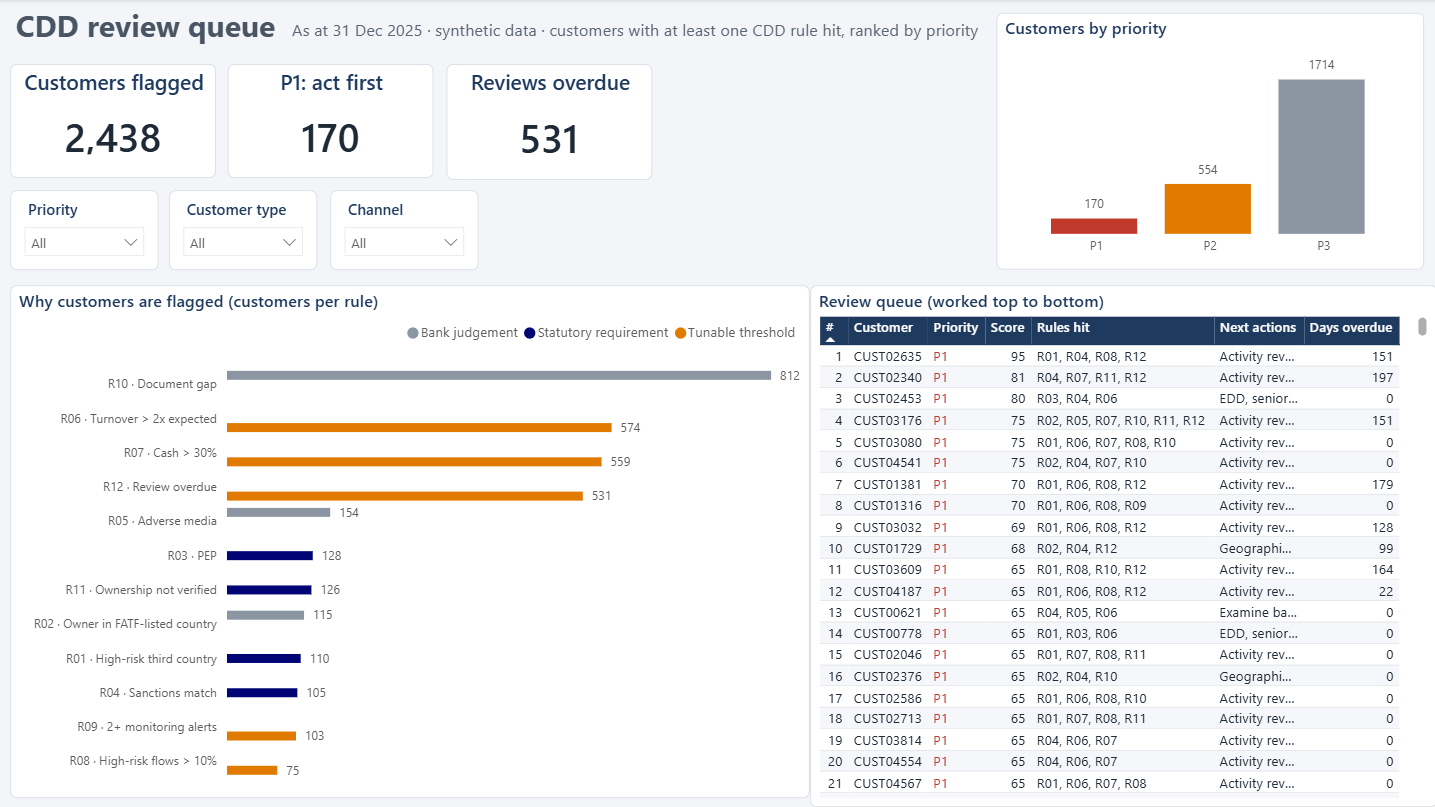 CDD review queue As at 31 Dec 2025 · synthetic data · customers with at least one CDD rule hit, ranked by priority
Customers flagged
2,438
P1: act first
170
Reviews overdue
531
Priority
All
Customer type
All
Channel
All
Customers by priority
1714
554
170
P1 P2 P3
Why customers are flagged (customers per rule)
Bank judgement Statutory requirement Tunable threshold
R10 · Document gap 812
R06 · Turnover > 2x expected 574
R07 · Cash > 30% 559
R12 · Review overdue 531
R05 · Adverse media 154
R03 · PEP 128
R11 · Ownership not verified 126
R02 · Owner in FATF-listed country 115
R01 · High-risk third country 110
R04 · Sanctions match 105
R09 · 2+ monitoring alerts 103
R08 · High-risk flows > 10% 75
Review queue (worked top to bottom)
# Customer Priority Score Rules hit Next actions Days overdue
1 CUST02635 P1 95 R01, R04, R08, R12 Activity rev... 151
2 CUST02340 P1 81 R04, R07, R11, R12 Activity rev... 197
3 CUST02453 P1 80 R03, R04, R06 EDD, senior... 0
4 CUST03176 P1 75 R02, R05, R07, R10, R11, R12 Activity rev... 151
5 CUST03080 P1 75 R01, R06, R07, R08, R10 Activity rev... 0
6 CUST04541 P1 75 R02, R04, R07, R10 Activity rev... 0
7 CUST01381 P1 70 R01, R06, R08, R12 Activity rev... 179
8 CUST01316 P1 70 R01, R06, R08, R09 Activity rev... 0
9 CUST03032 P1 69 R01, R06, R08, R12 Activity rev... 128
10 CUST01729 P1 68 R02, R04, R12 Geographi... 99
11 CUST03609 P1 65 R01, R08, R10, R12 Activity rev... 164
12 CUST04187 P1 65 R01, R06, R08, R12 Activity rev... 22
13 CUST00621 P1 65 R04, R05, R06 Examine ba... 0
14 CUST00778 P1 65 R01, R03, R06 EDD, senior... 0
15 CUST02046 P1 65 R01, R07, R08, R11 Activity rev... 0
16 CUST02376 P1 65 R02, R04, R10 Geographi... 0
17 CUST02586 P1 65 R01, R06, R08, R10 Activity rev... 0
18 CUST02713 P1 65 R01, R07, R08, R11 Activity rev... 0
19 CUST03814 P1 65 R04, R06, R07 Activity rev... 0
20 CUST04554 P1 65 R04, R06, R07 Activity rev... 0
21 CUST04567 P1 65 R01, R06, R07, R08 Activity rev... 0